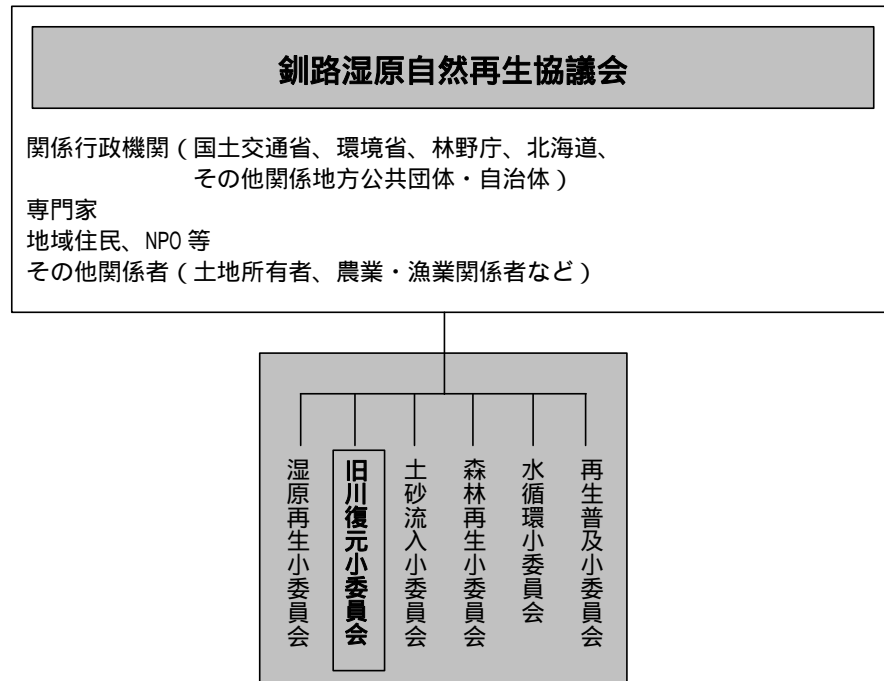 釧路湿原自然再生協議会
関係行政機関（国土交通省、環境省、林野庁、北海道、
その他関係地方公共団体・自治体）
専門家
地域住民、NPO 等
その他関係者（土地所有者、農業・漁業関係者など）
湿原再生小委員会
旧川復元小委員会
土砂流入小委員会
森林再生小委員会
水循環小委員会
再生普及小委員会